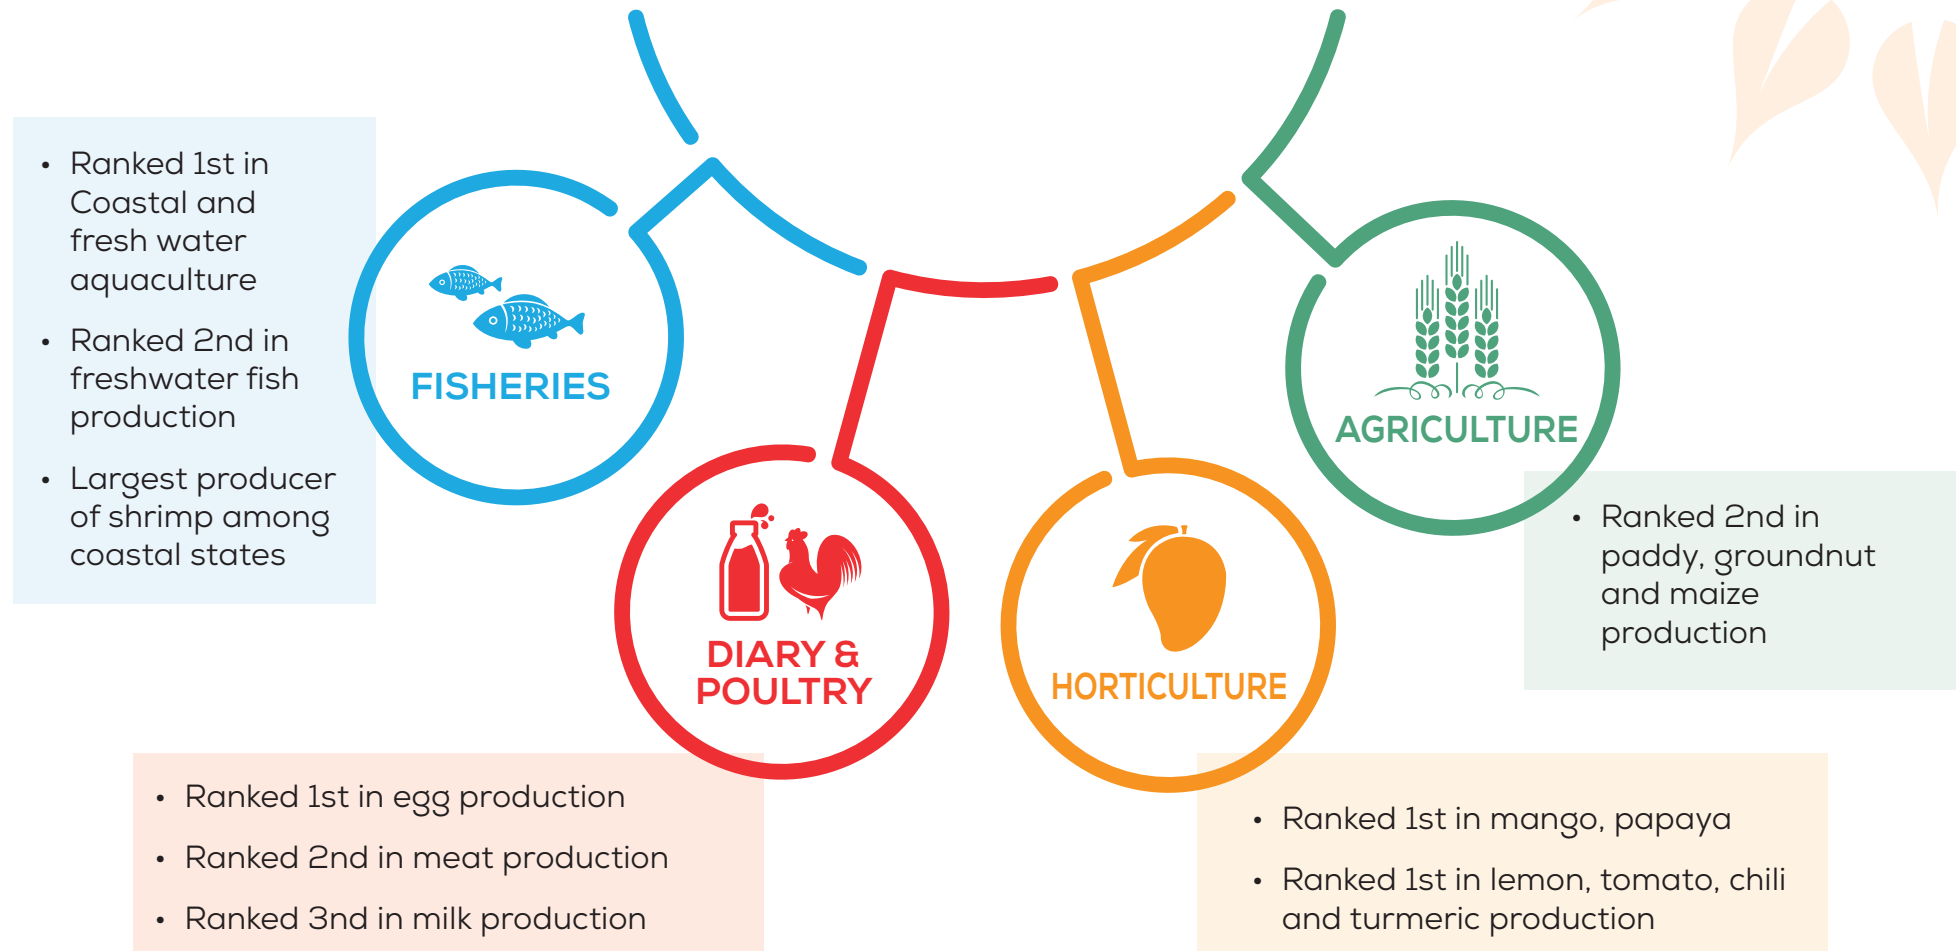 • Ranked 1st in
Coastal and
fresh water
aquaculture
• Ranked 2nd in
freshwater fish
production
• Largest producer
of shrimp among
coastal states
FISHERIES
DIARY &
POULTRY
• Ranked 1st in egg production
• Ranked 2nd in meat production
• Ranked 3nd in milk production
HORTICULTURE
• Ranked 1st in mango, papaya
• Ranked 1st in lemon, tomato, chili
and turmeric production
AGRICULTURE
• Ranked 2nd in
paddy, groundnut
and maize
production